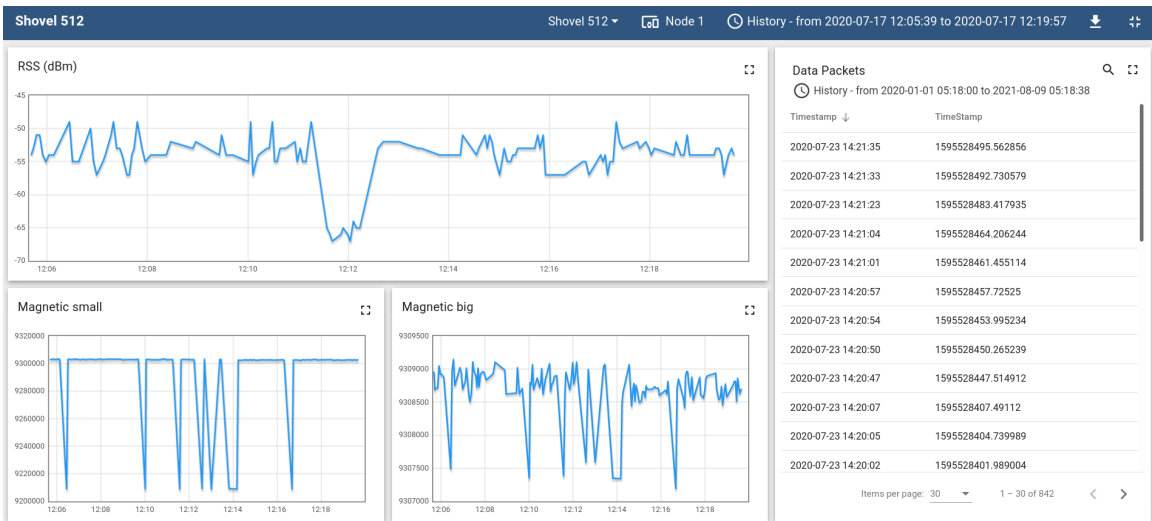 Shovel 512 Shovel 512 Node 1 History - from 2020-07-17 12:05:39 to 2020-07-17 12:19:57
RSS (dBm)
-45
-50
-55
-60
-65
-70
12:06 12:08 12:10 12:12 12:14 12:16 12:18
Magnetic small
9320000
9300000
9280000
9260000
9240000
9220000
9200000
12:06 12:08 12:10 12:12 12:14 12:16 12:18
Magnetic big
9309500
9309000
9308500
9308000
9307500
9307000
12:06 12:08 12:10 12:12 12:14 12:16 12:18
Data Packets
History - from 2020-01-01 05:18:00 to 2021-08-09 05:18:38
Timestamp ↓ TimeStamp
2020-07-23 14:21:35 1595528495.562856
2020-07-23 14:21:33 1595528492.730579
2020-07-23 14:21:23 1595528483.417935
2020-07-23 14:21:04 1595528464.206244
2020-07-23 14:21:01 1595528461.455114
2020-07-23 14:20:57 1595528457.72525
2020-07-23 14:20:54 1595528453.995234
2020-07-23 14:20:50 1595528450.265239
2020-07-23 14:20:47 1595528447.514912
2020-07-23 14:20:07 1595528407.49112
2020-07-23 14:20:05 1595528404.739989
2020-07-23 14:20:02 1595528401.989004
Items per page: 30 1 – 30 of 842